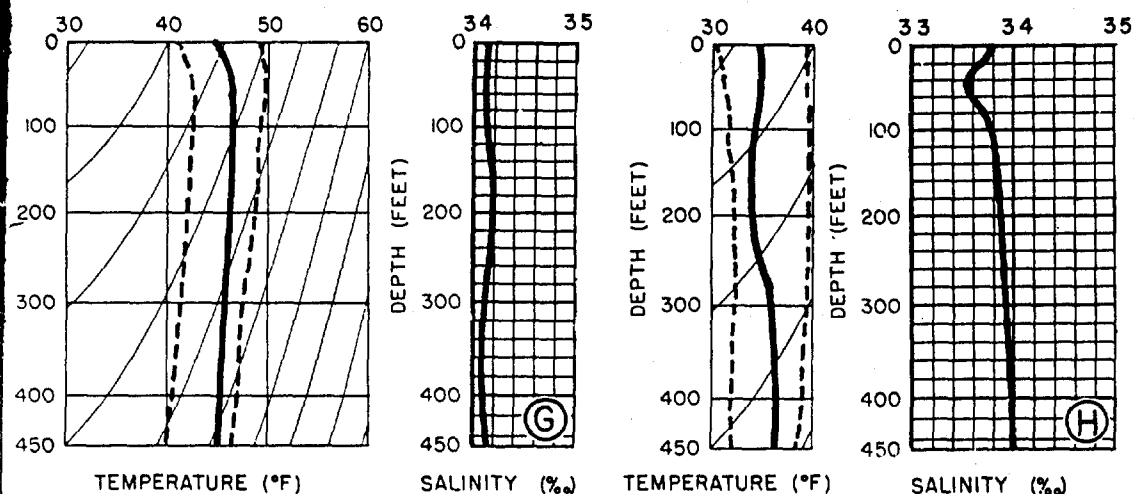 30 40 50 60 34 35 30 40 33 34 35
0 0 0 0
100 100 100 100
200 200 200 200
300 300 300 300
400 400 400 400
450 450 450 450
DEPTH (FEET)
G
DEPTH (FEET)
DEPTH (FEET)
H
TEMPERATURE (°F) SALINITY (‰) TEMPERATURE (°F) SALINITY (‰)